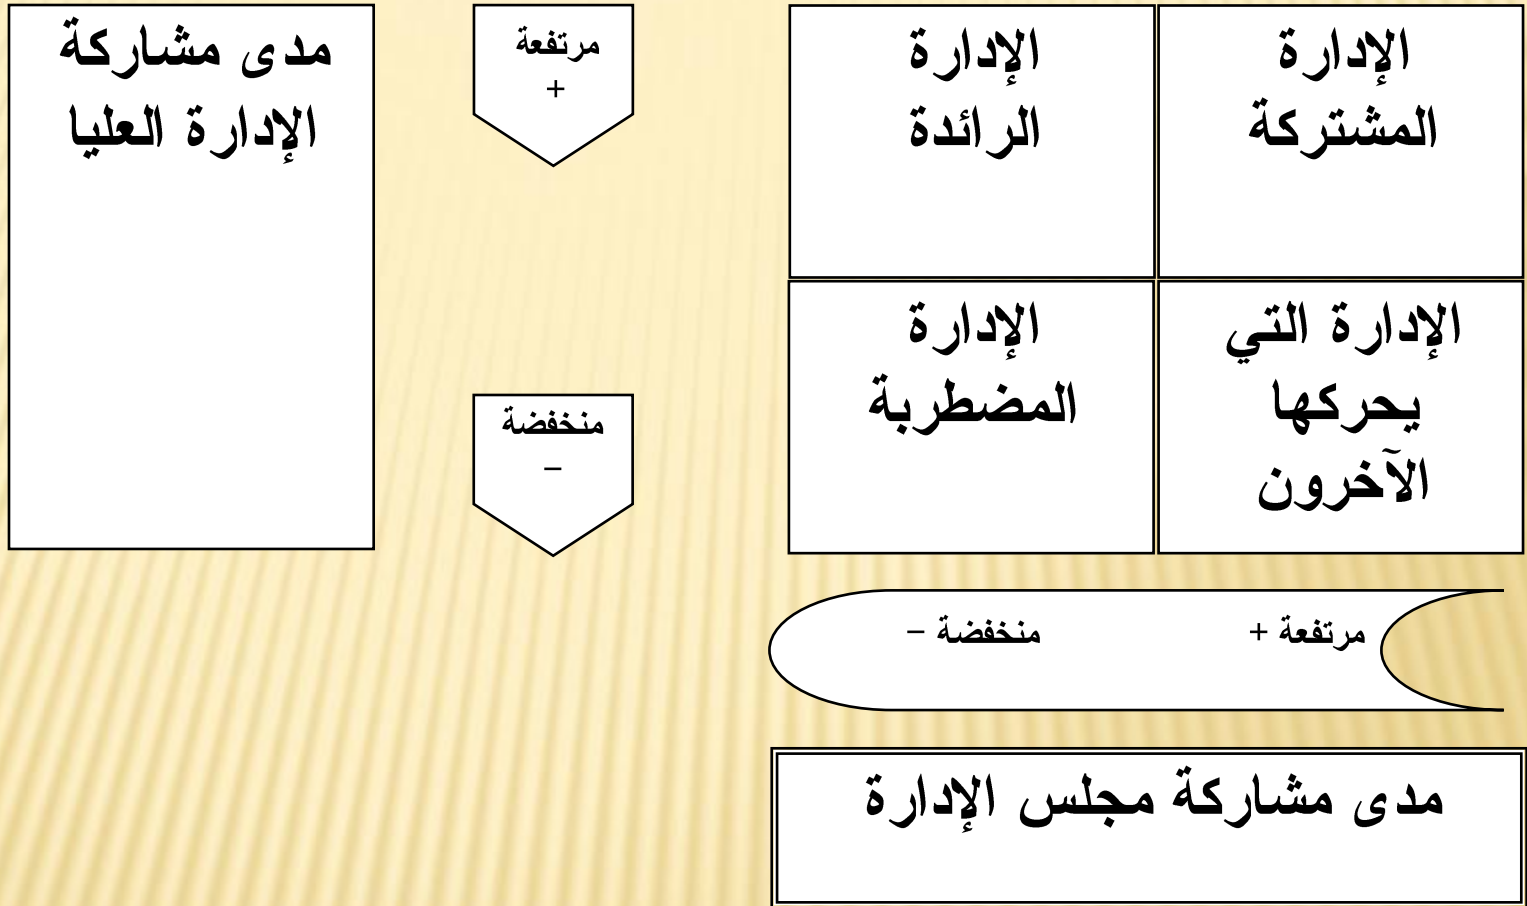 الإدارة
المشتركة
الإدارة
الرائدة
مرتفعة
+
مدى مشاركة
الإدارة العليا
الإدارة التي
يحركها
الآخرون
الإدارة
المضطربة
منخفضة
–
مرتفعة +
منخفضة –
مدى مشاركة مجلس الإدارة